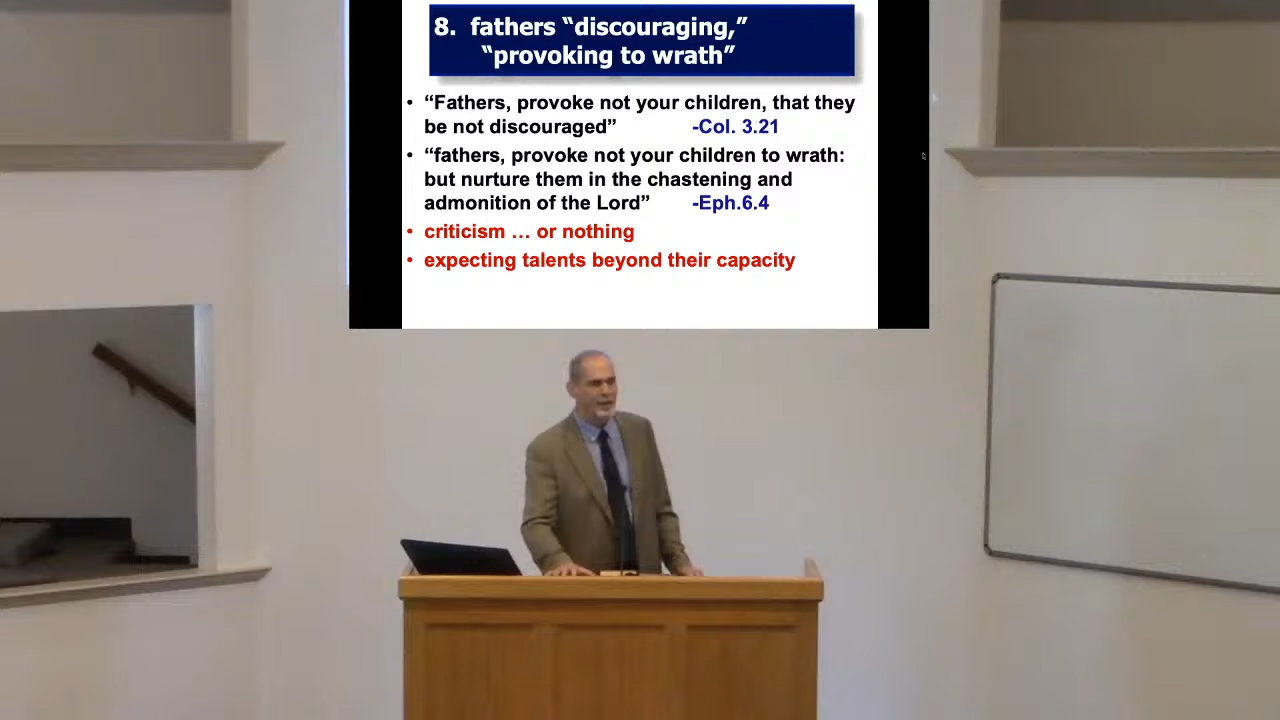 8. fathers “discouraging,”
“provoking to wrath”
• “Fathers, provoke not your children, that they
be not discouraged” -Col. 3.21
• “fathers, provoke not your children to wrath:
but nurture them in the chastening and
admonition of the Lord” -Eph.6.4
• criticism … or nothing
• expecting talents beyond their capacity